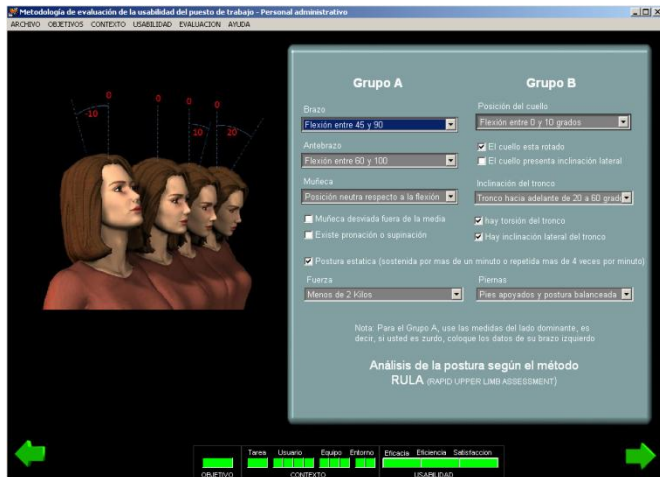 Metodología de evaluación de la usabilidad del puesto de trabajo - Personal administrativo
ARCHIVO OBJETIVOS CONTEXTO USABILIDAD EVALUACION AYUDA
-10
0
0
0
10
0
20
Grupo A
Brazo
Flexión entre 45 y 90
Antebrazo
Flexión entre 60 y 100
Muñeca
Posición neutra respecto a la flexión
Muñeca desviada fuera de la media
Existe pronación o supinación
Grupo B
Posición del cuello
Flexión entre 0 y 10 grados
El cuello esta rotado
El cuello presenta inclinación lateral
Inclinación del tronco
Tronco hacia adelante de 20 a 60 grad
hay torsión del tronco
Hay inclinación lateral del tronco
Postura estatica (sostenida por mas de un minuto o repetida mas de 4 veces por minuto)
Fuerza
Menos de 2 Kilos
Piernas
Pies apoyados y postura balanceada
Nota: Para el Grupo A, use las medidas del lado dominante, es
decir, si usted es zurdo, coloque los datos de su brazo izquierdo
Análisis de la postura según el método
RULA (RAPID UPPER LIMB ASSESSMENT)
Tarea Usuario Equipo Entorno Eficacia Eficiencia Satisfaccion
OBJETIVO CONTEXTO USABILIDAD